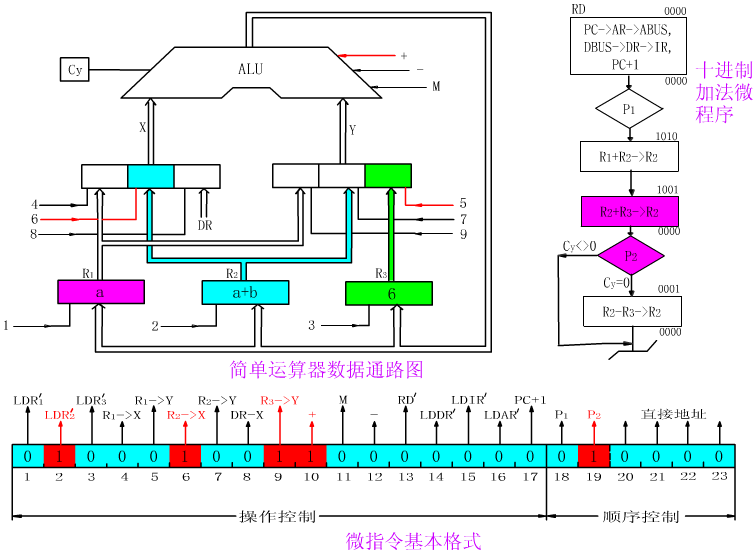 RD
0000
PC->AR->ABUS,
DBUS->DR->IR,
PC+1
0000
十进制
加法微
程序
P1
1010
R1+R2->R2
1001
R2+R3->R2
0000
Cy<>0
P2
Cy=0
0001
R2-R3->R2
0000
Cy
ALU
+
-
M
X
Y
4
6
8
DR
5
7
9
R1
R2
R3
a
a+b
6
1
2
3
简单运算器数据通路图
LDR1′
LDR2′
LDR3′
R1->X
R1->Y
R2->X
R2->Y
DR-X
R3->Y
+
M
-
RD′
LDDR′
LDIR′
LDAR′
PC+1
P1
P2
直接地址
0 1 0 0 0 1 0 0 1 1 0 0 0 0 0 0 0 0 1 0 0 0 0
1 2 3 4 5 6 7 8 9 10 11 12 13 14 15 16 17 18 19 20 21 22 23
操作控制
顺序控制
微指令基本格式